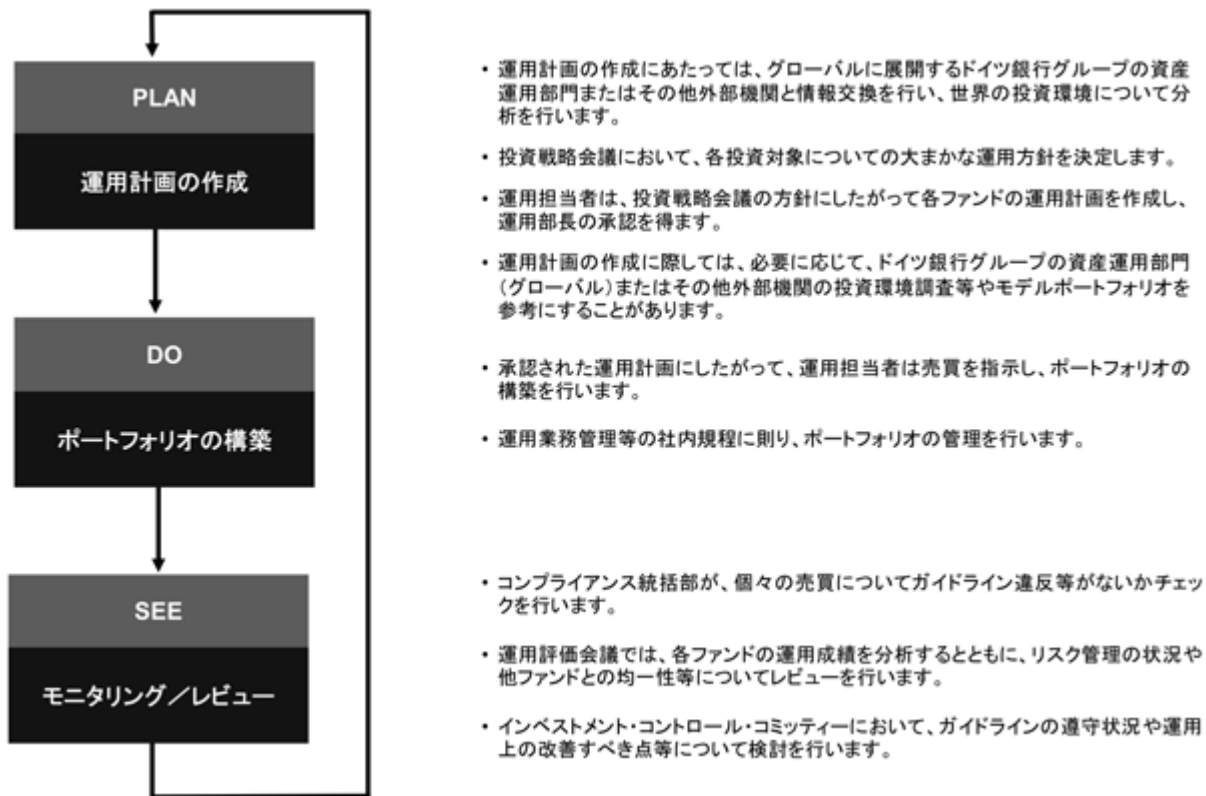 PLAN
運用計画の作成
・運用計画の作成にあたっては、グローバルに展開するドイツ銀行グループの資産
運用部門またはその他外部機関と情報交換を行い、世界の投資環境について分
析を行います。
・投資戦略会議において、各投資対象についての大まかな運用方針を決定します。
・運用担当者は、投資戦略会議の方針にしたがって各ファンドの運用計画を作成し、
運用部長の承認を得ます。
・運用計画の作成に際しては、必要に応じて、ドイツ銀行グループの資産運用部門
（グローバル）またはその他外部機関の投資環境調査等やモデルポートフォリオを
参考にすることがあります。
DO
ポートフォリオの構築
・承認された運用計画にしたがって、運用担当者は売買を指示し、ポートフォリオの
構築を行います。
・運用業務管理等の社内規程に則り、ポートフォリオの管理を行います。
SEE
モニタリング／レビュー
・コンプライアンス統括部が、個々の売買についてガイドライン違反等がないかチェッ
クを行います。
・運用評価会議では、各ファンドの運用成績を分析するとともに、リスク管理の状況や
他ファンドとの均一性等についてレビューを行います。
・インベストメント・コントロール・コミッティーにおいて、ガイドラインの遵守状況や運用
上の改善すべき点等について検討を行います。